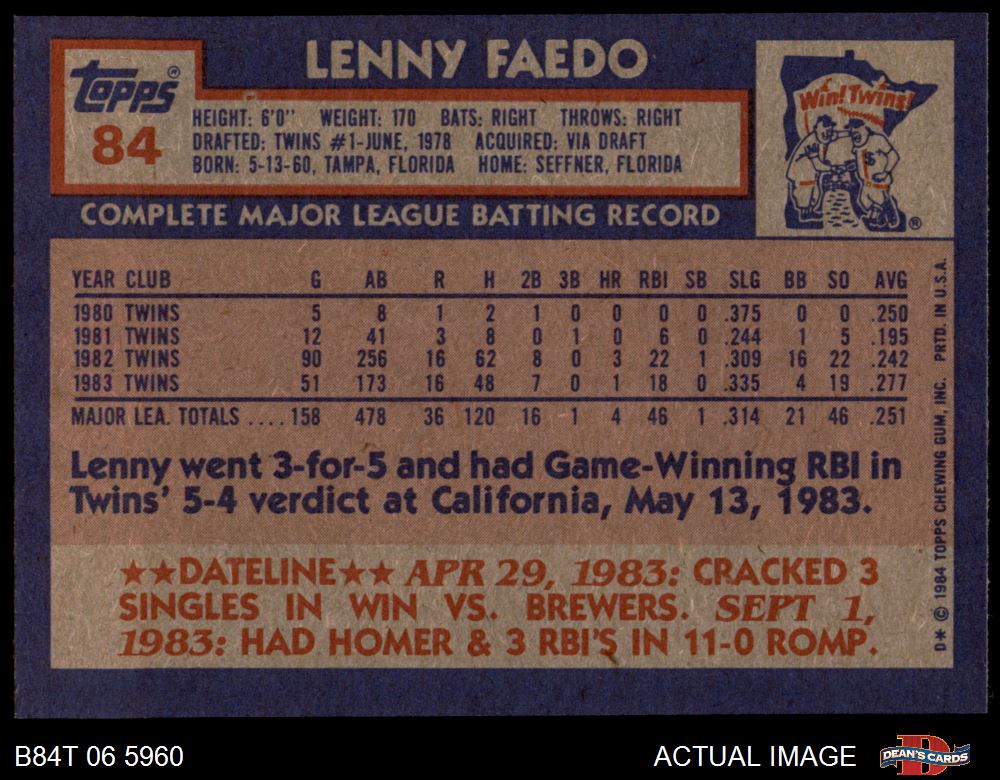 LENNY FAEDO
TOPPS®
84
HEIGHT: 6'0" WEIGHT: 170 BATS: RIGHT THROWS: RIGHT
DRAFTED: TWINS #1-JUNE, 1978 ACQUIRED: VIA DRAFT
BORN: 5-13-60, TAMPA, FLORIDA HOME: SEFFNER, FLORIDA
Win! Twins!
®
COMPLETE MAJOR LEAGUE BATTING RECORD
YEAR CLUB G AB R H 2B 3B HR RBI SB SLG BB SO AVG
1980 TWINS 5 8 1 2 1 0 0 0 0 .375 0 0 .250
1981 TWINS 12 41 3 8 0 1 0 6 0 .244 1 5 .195
1982 TWINS 90 256 16 62 8 0 3 22 1 .309 16 22 .242
1983 TWINS 51 173 16 48 7 0 1 18 0 .335 4 19 .277
MAJOR LEA. TOTALS .... 158 478 36 120 16 1 4 46 1 .314 21 46 .251
Lenny went 3-for-5 and had Game-Winning RBI in
Twins' 5-4 verdict at California, May 13, 1983.
★★DATELINE★★ APR 29, 1983: CRACKED 3
SINGLES IN WIN VS. BREWERS. SEPT 1,
1983: HAD HOMER & 3 RBI'S IN 11-0 ROMP.
D* © 1984 TOPPS CHEWING GUM, INC. PRTD. IN U.S.A.
B84T 06 5960
ACTUAL IMAGE
DEAN'S CARDS